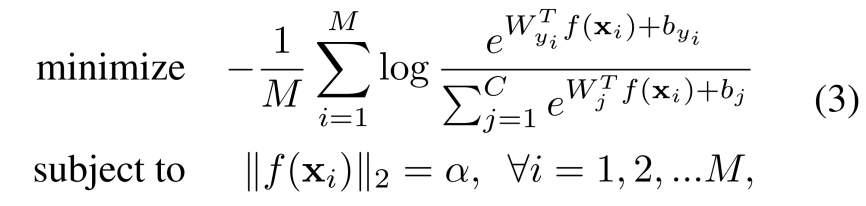 minimize $-\frac{1}{M}\sum_{i=1}^{M}\log\frac{e^{W_{y_i}^{T}f(\mathbf{x}_i)+b_{y_i}}}{\sum_{j=1}^{C}e^{W_j^{T}f(\mathbf{x}_i)+b_j}}$ (3)
subject to $\|f(\mathbf{x}_i)\|_2=\alpha,\ \forall i=1,2,...M,$